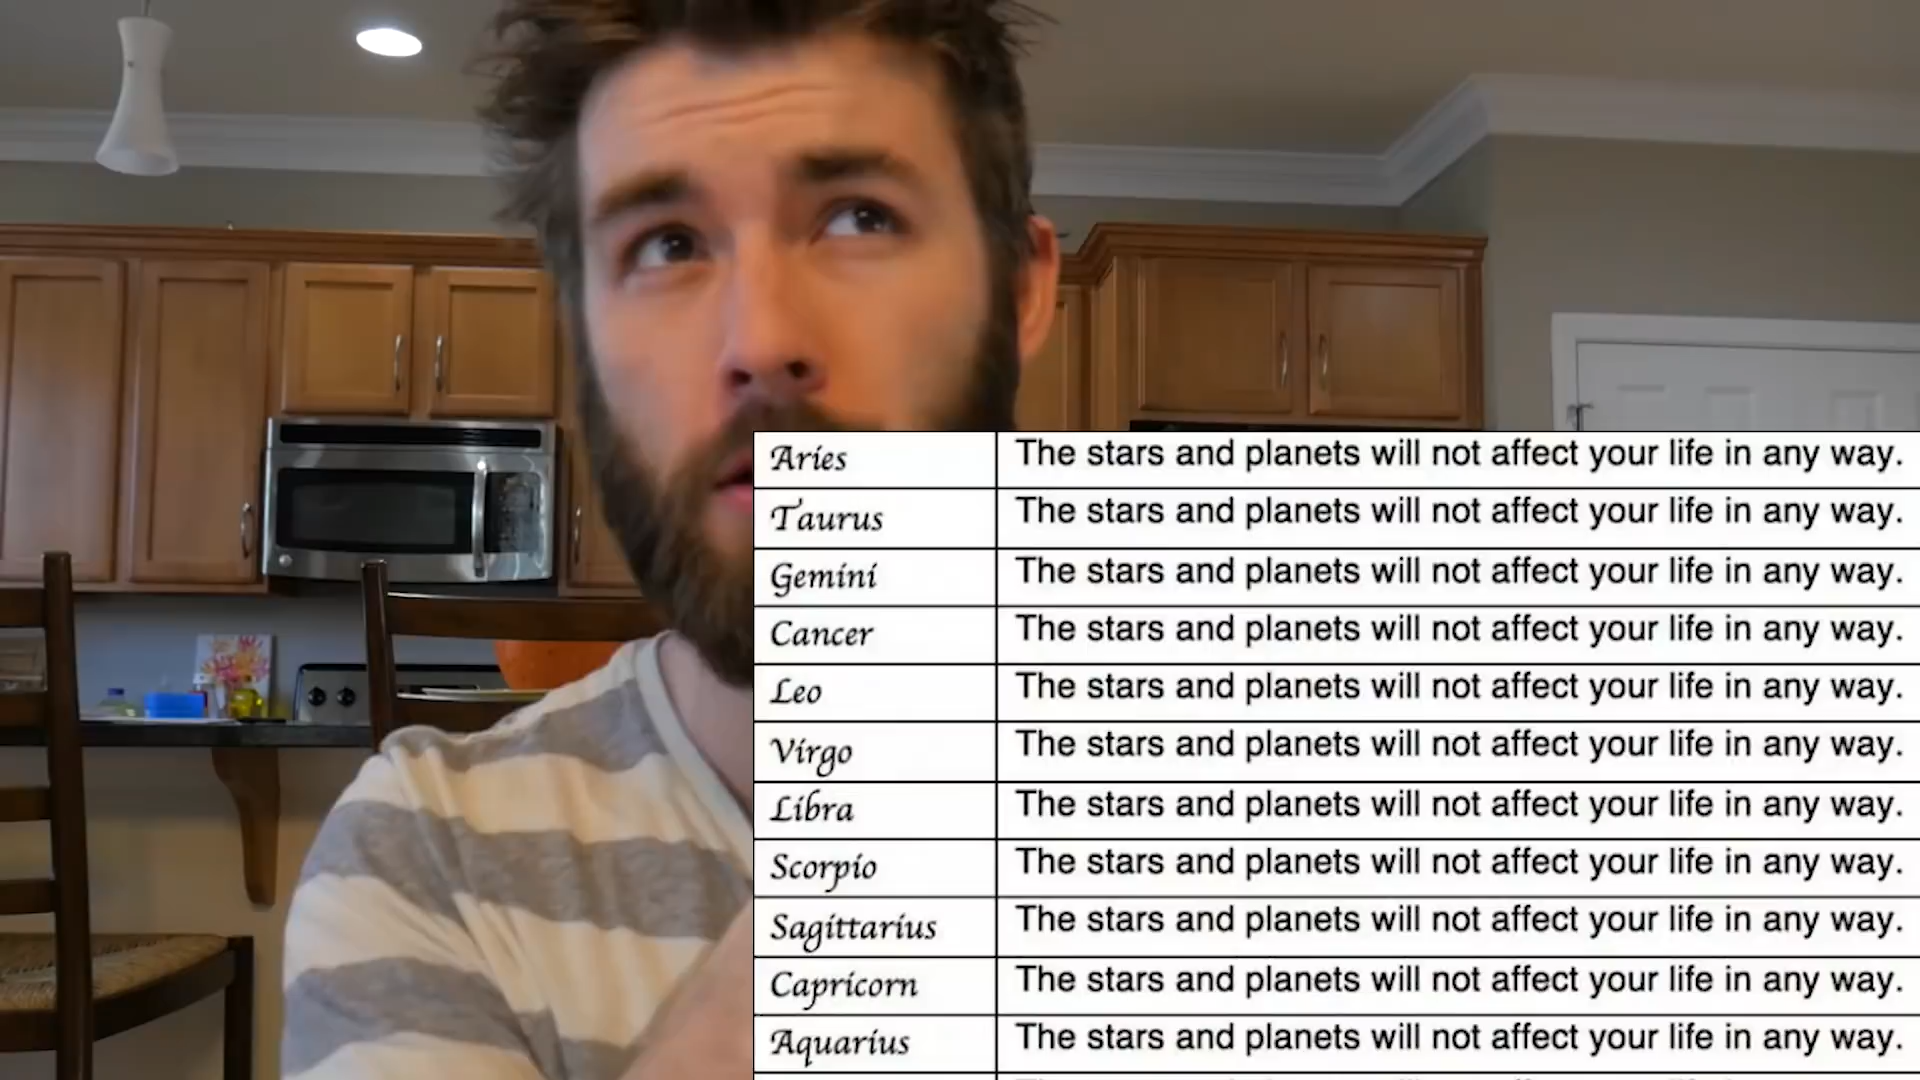 Aries The stars and planets will not affect your life in any way.
Taurus The stars and planets will not affect your life in any way.
Gemini The stars and planets will not affect your life in any way.
Cancer The stars and planets will not affect your life in any way.
Leo The stars and planets will not affect your life in any way.
Virgo The stars and planets will not affect your life in any way.
Libra The stars and planets will not affect your life in any way.
Scorpio The stars and planets will not affect your life in any way.
Sagittarius The stars and planets will not affect your life in any way.
Capricorn The stars and planets will not affect your life in any way.
Aquarius The stars and planets will not affect your life in any way.